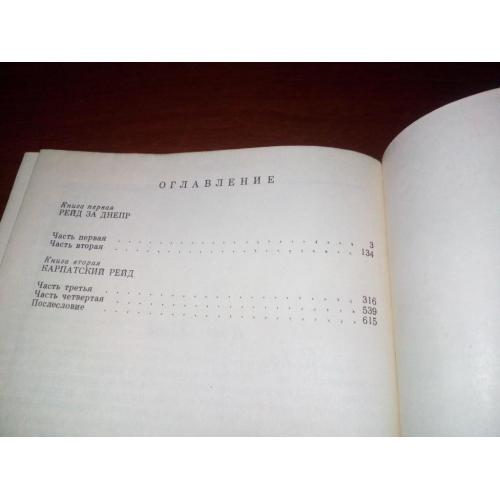 ОГЛАВЛЕНИЕ
Книга первая
РЕЙД ЗА ДНЕПР
Часть первая . . . . . . . . . . . . 3
Часть вторая . . . . . . . . . . . . 134
Книга вторая
КАРПАТСКИЙ РЕЙД
Часть третья . . . . . . . . . . . . 316
Часть четвертая . . . . . . . . . . . . 539
Послесловие . . . . . . . . . . . . 615